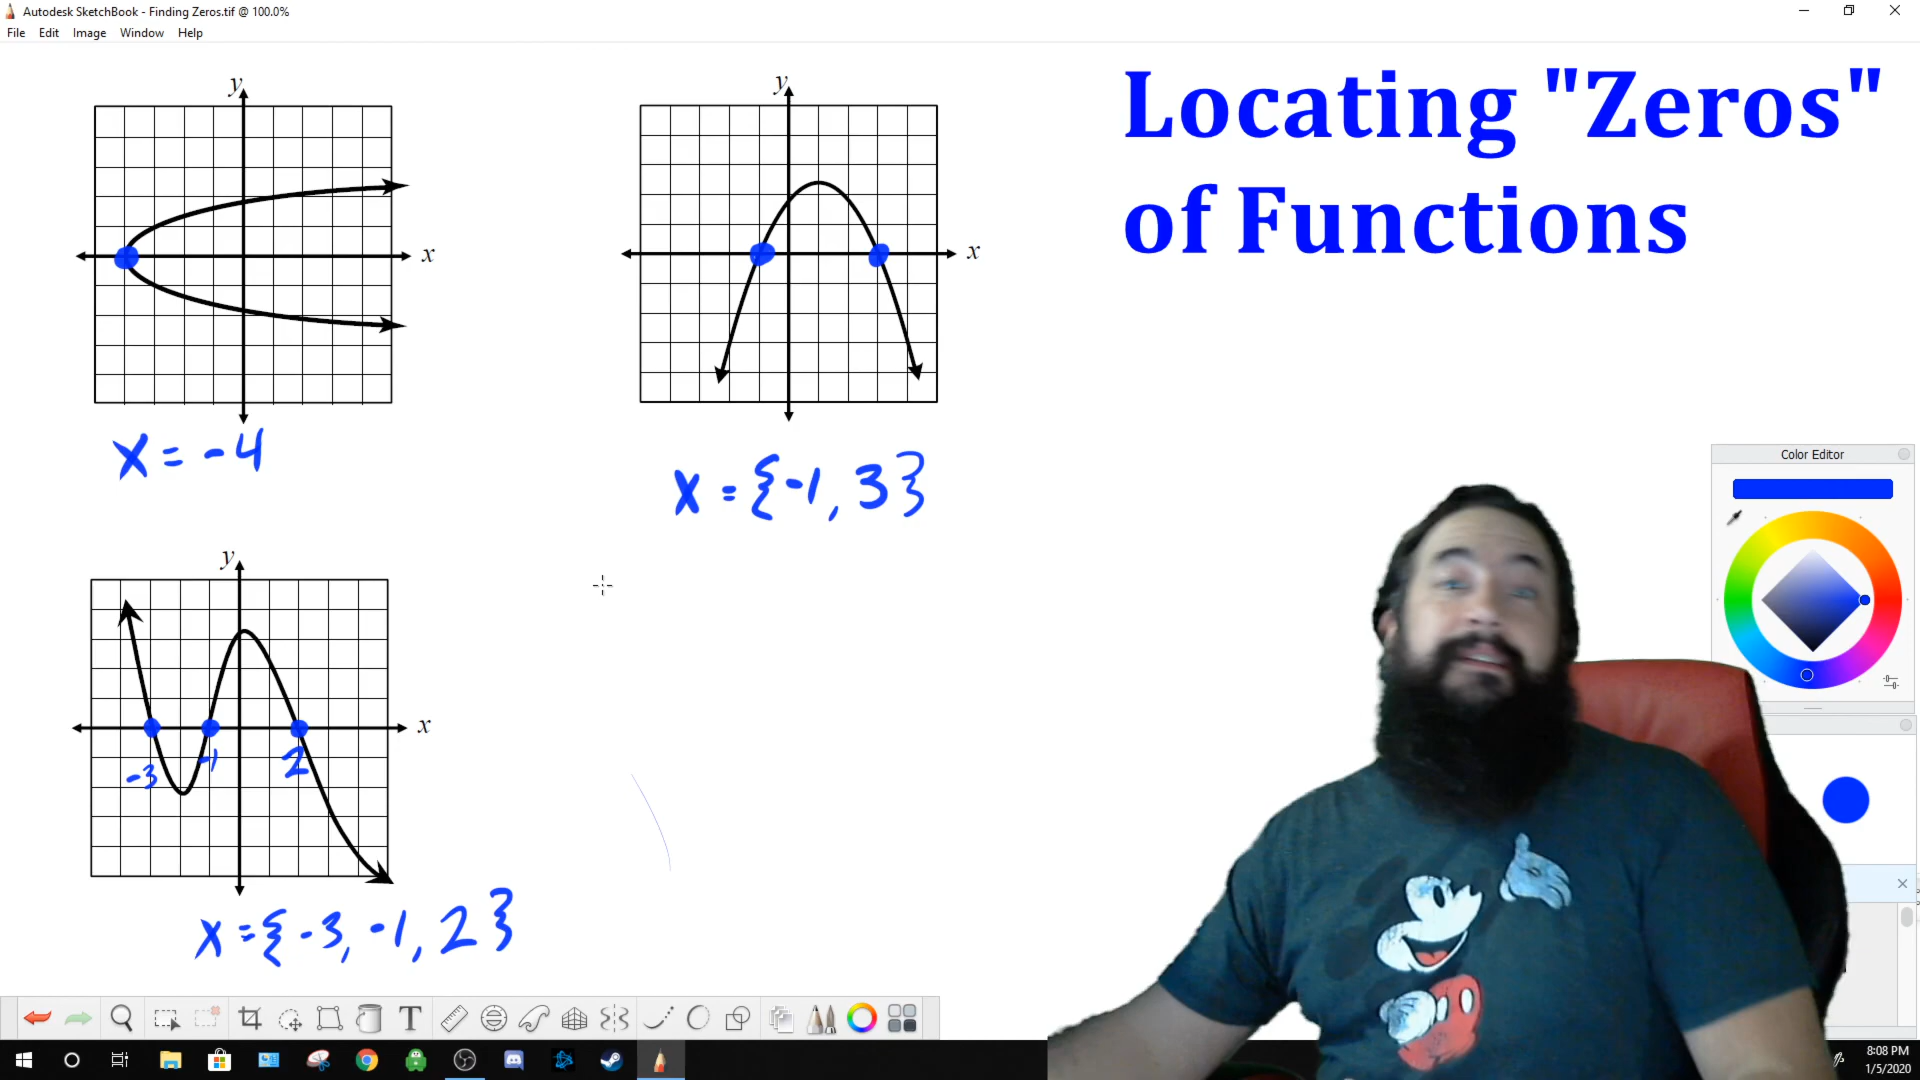 Autodesk SketchBook - Finding Zeros.tif @ 100.0%
File Edit Image Window Help
Locating "Zeros"
of Functions
y
x
x = -4
y
x
x = {-1, 3}
y
x
-3 -1 2
x = {-3, -1, 2}
Color Editor
T
8:08 PM
1/5/2020